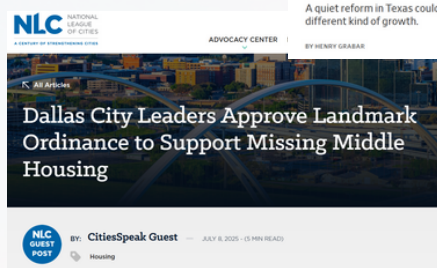 NLC
NATIONAL
LEAGUE
OF CITIES
A CENTURY OF STRENGTHENING CITIES
ADVOCACY CENTER
A quiet reform in Texas could
different kind of growth.
BY HENRY GRABAR
All Articles
Dallas City Leaders Approve Landmark
Ordinance to Support Missing Middle
Housing
NLC
GUEST
POST
BY: CitiesSpeak Guest — JULY 8, 2025 - (5 MIN READ)
Housing